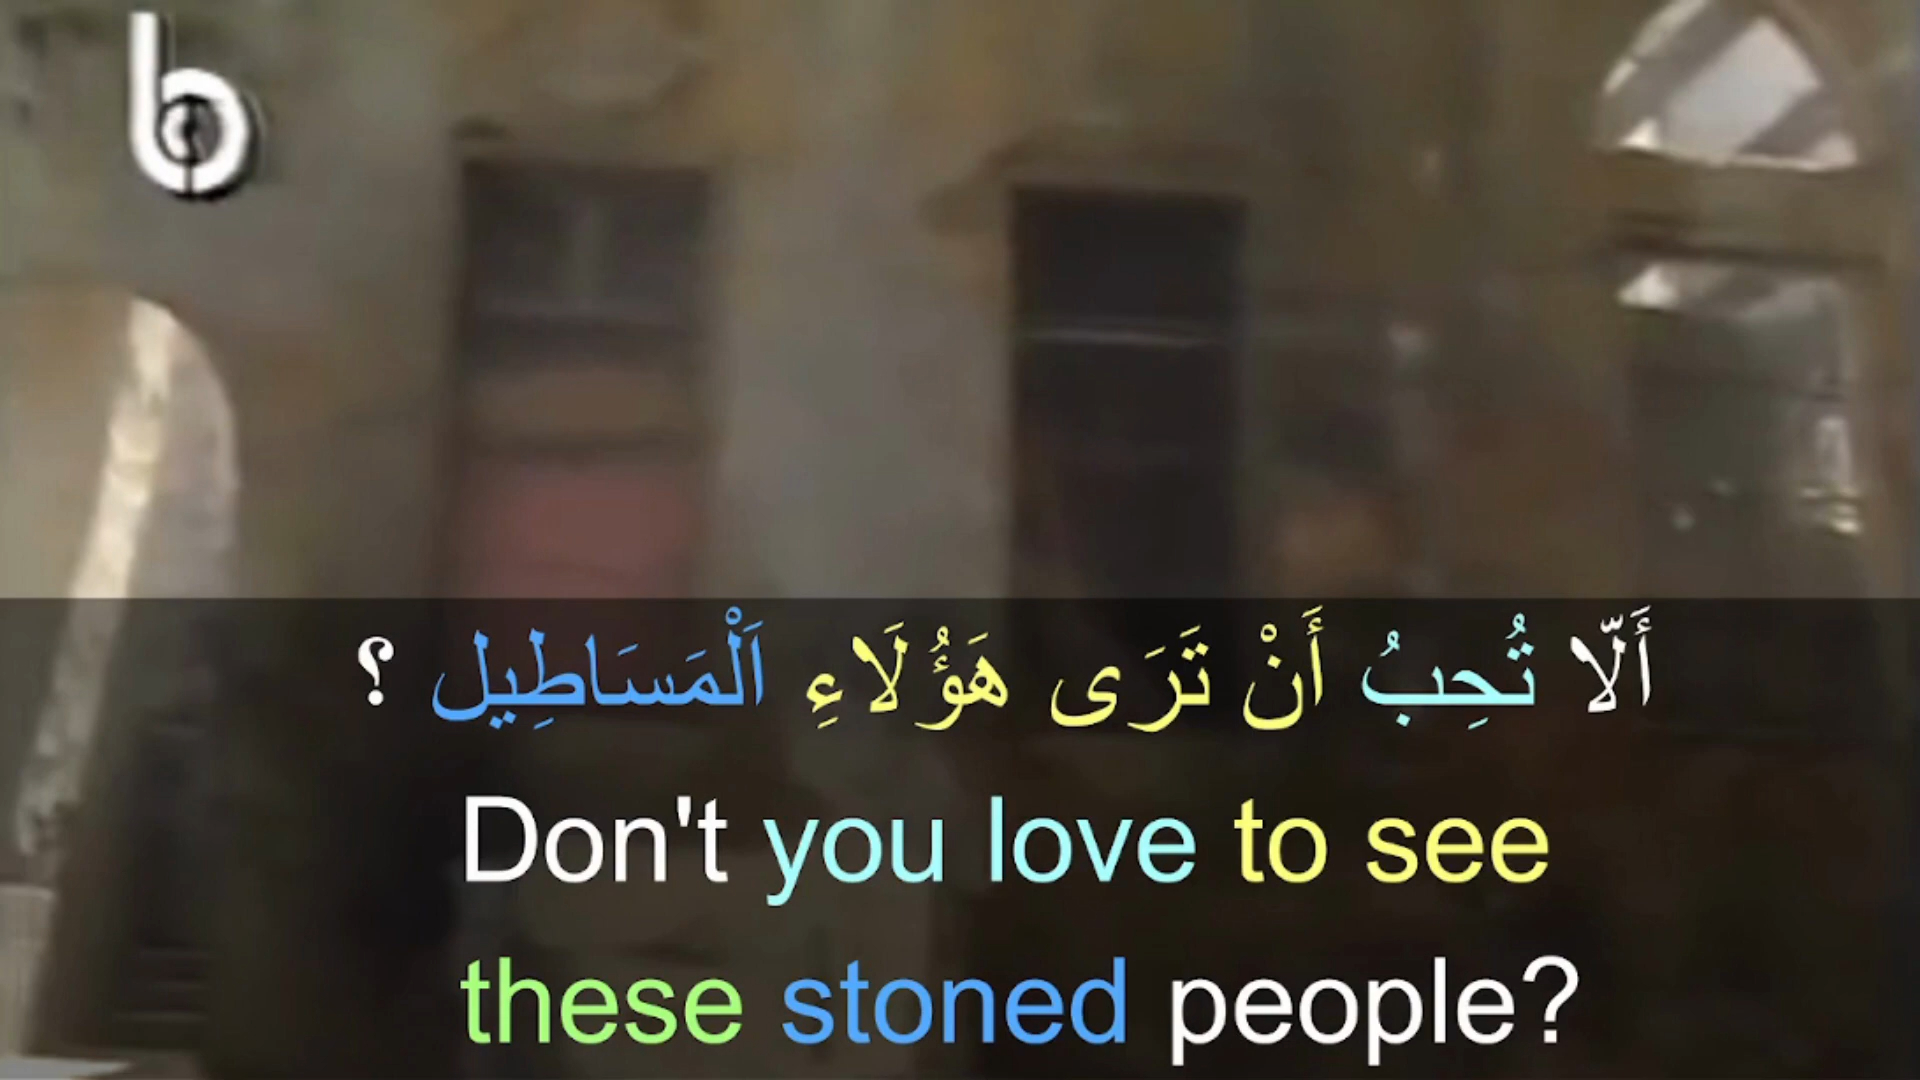 b
أَلّا تُحِبُ أَنْ تَرَى هَؤُلَاءِ اَلْمَسَاطِيل ؟
Don't you love to see
these stoned people?